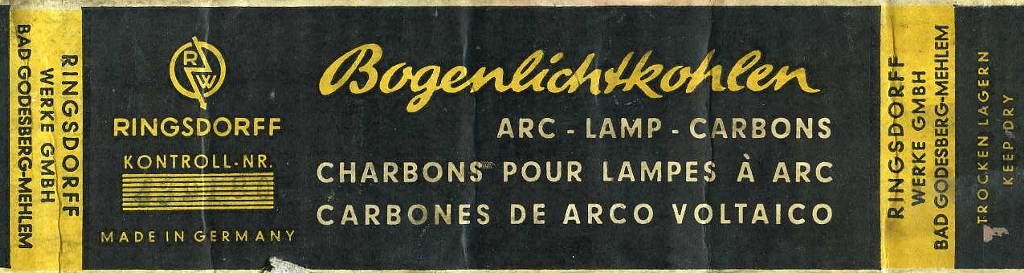 RINGSDORFF
WERKE GMBH
BAD GODESBERG-MEHLEM
RW
RINGSDORFF
KONTROLL-NR.
MADE IN GERMANY
Bogenlichtkohlen
ARC-LAMP-CARBONS
CHARBONS POUR LAMPES À ARC
CARBONES DE ARCO VOLTAICO
RINGSDORFF
WERKE GMBH
BAD GODESBERG-MEHLEM
TROCKEN LAGERN
KEEP DRY